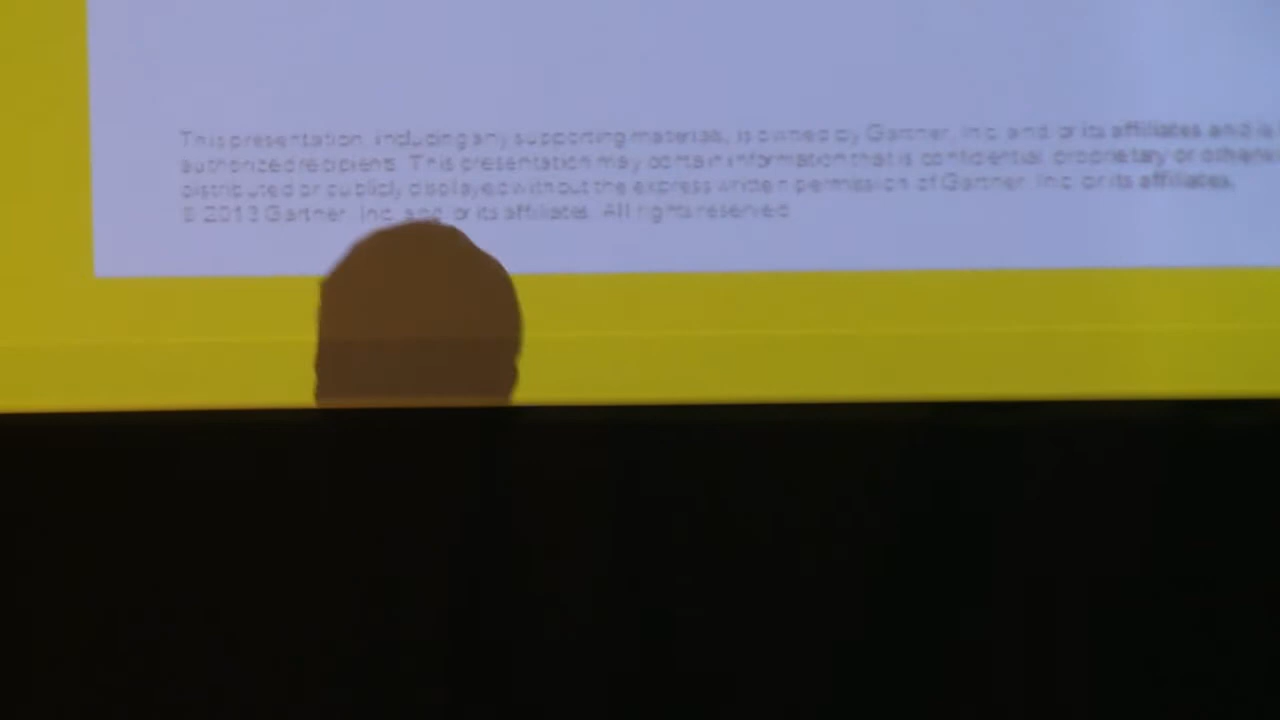 This presentation, including any supporting materials, is owned by Gartner, Inc. and/or its affiliates and is
authorized recipients. This presentation may contain information that is confidential, proprietary or otherwise
distributed or publicly displayed without the express written permission of Gartner, Inc. or its affiliates.
© 2013 Gartner, Inc. and/or its affiliates. All rights reserved.